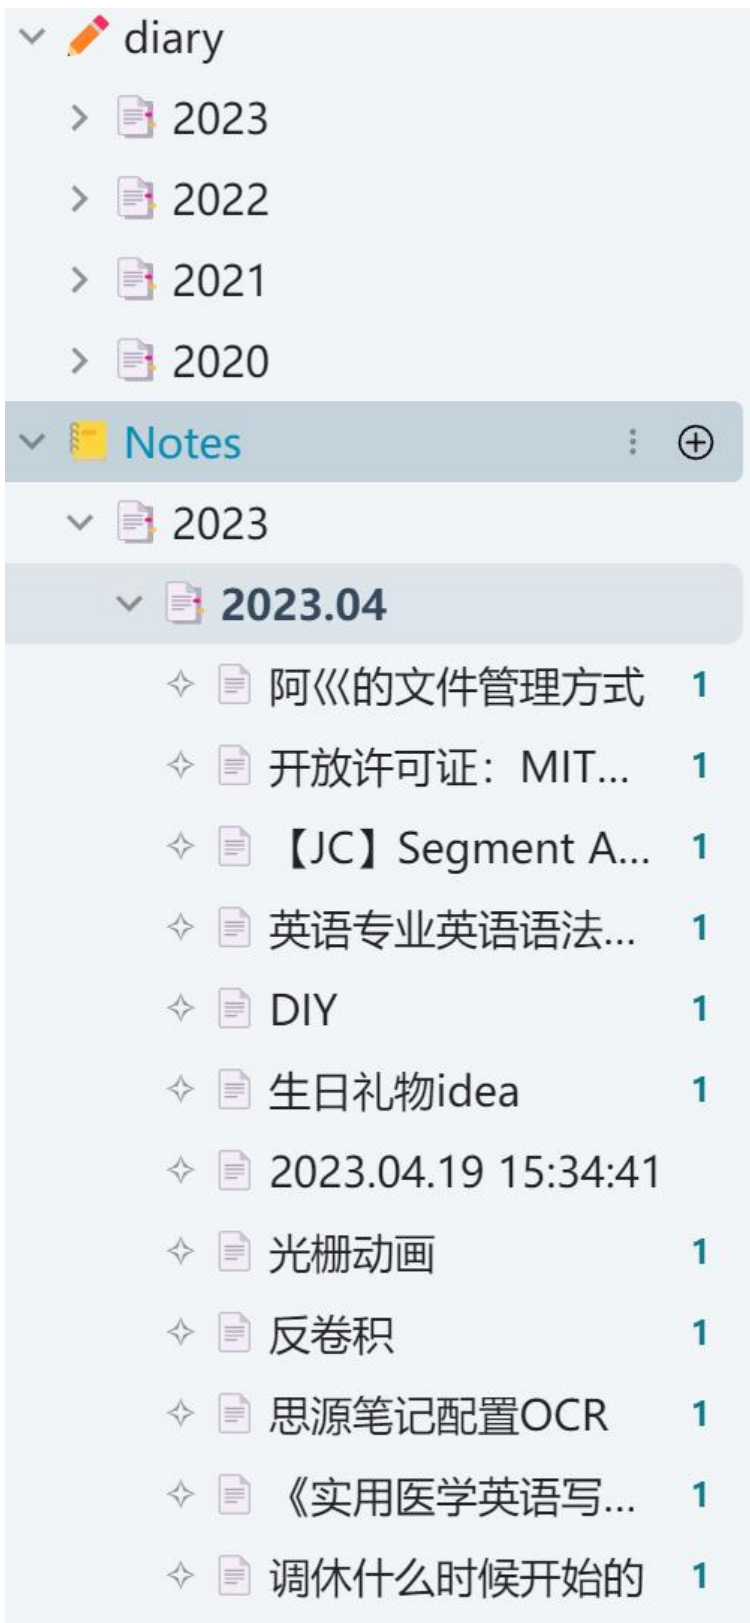 diary
2023
2022
2021
2020
Notes
2023
2023.04
阿巛的文件管理方式 1
开放许可证：MIT... 1
【JC】Segment A... 1
英语专业英语语法... 1
DIY 1
生日礼物idea 1
2023.04.19 15:34:41
光栅动画 1
反卷积 1
思源笔记配置OCR 1
《实用医学英语写... 1
调休什么时候开始的 1